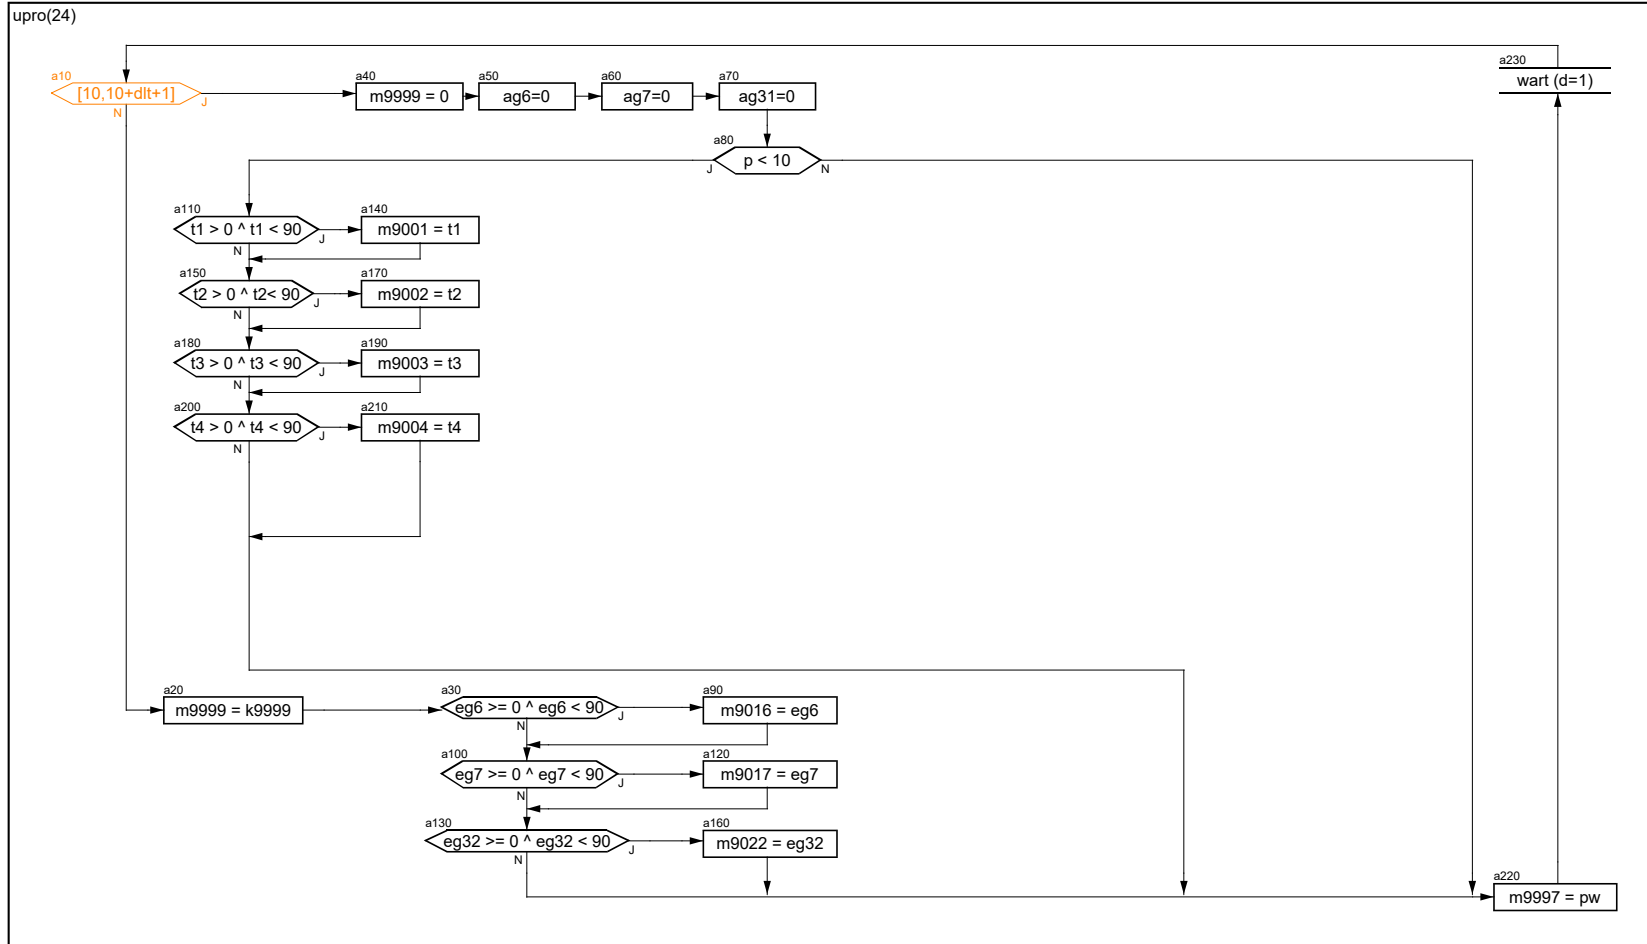 upro(24)
a10
[10,10+dlt+1]
J
N
a40
m9999 = 0
a50
ag6=0
a60
ag7=0
a70
ag31=0
a230
wart (d=1)
a80
p < 10
J
N
a110
t1 > 0 ^ t1 < 90
J
N
a140
m9001 = t1
a150
t2 > 0 ^ t2< 90
J
N
a170
m9002 = t2
a180
t3 > 0 ^ t3 < 90
J
N
a190
m9003 = t3
a200
t4 > 0 ^ t4 < 90
J
N
a210
m9004 = t4
a20
m9999 = k9999
a30
eg6 >= 0 ^ eg6 < 90
J
N
a90
m9016 = eg6
a100
eg7 >= 0 ^ eg7 < 90
J
N
a120
m9017 = eg7
a130
eg32 >= 0 ^ eg32 < 90
J
N
a160
m9022 = eg32
a220
m9997 = pw